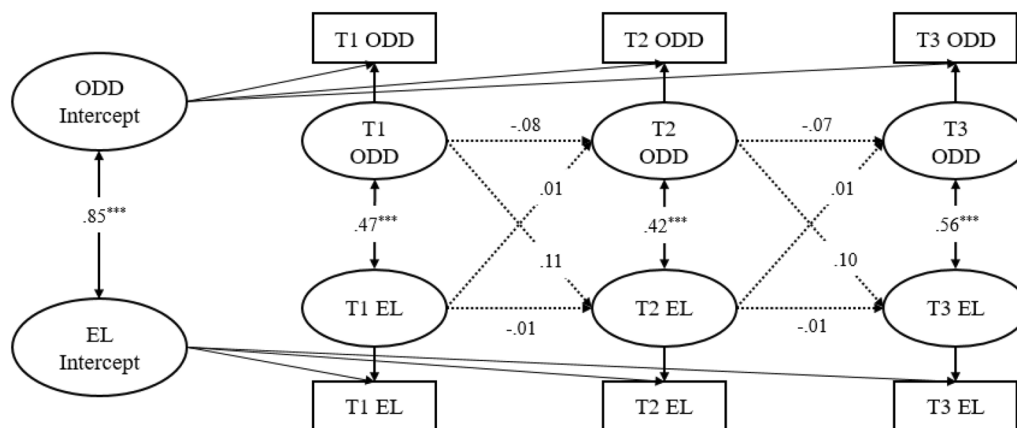 T1 ODD
T2 ODD
T3 ODD
ODD
Intercept
T1
ODD
-.08
T2
ODD
-.07
T3
ODD
.01
.01
.85***
.47***
.42***
.56***
.11
.10
T1 EL
-.01
T2 EL
-.01
T3 EL
EL
Intercept
T1 EL
T2 EL
T3 EL